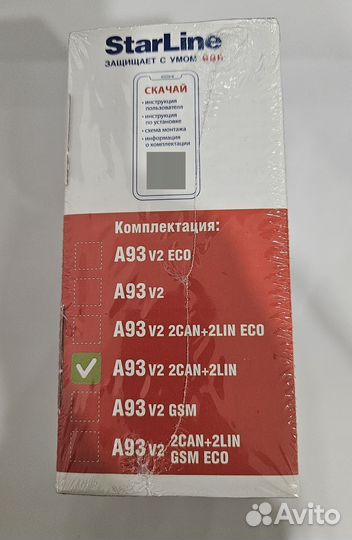 StarLine
ЗАЩИЩАЕТ С УМОМ
СКАЧАЙ
• инструкция
пользователя
• инструкция
по установке
• схема монтажа
• информация
о комплектации
Комплектация:
A93 V2 ECO
A93 V2
A93 V2 2CAN+2LIN ECO
A93 V2 2CAN+2LIN
A93 V2 GSM
A93 V2 2CAN+2LIN
GSM ECO
Avito